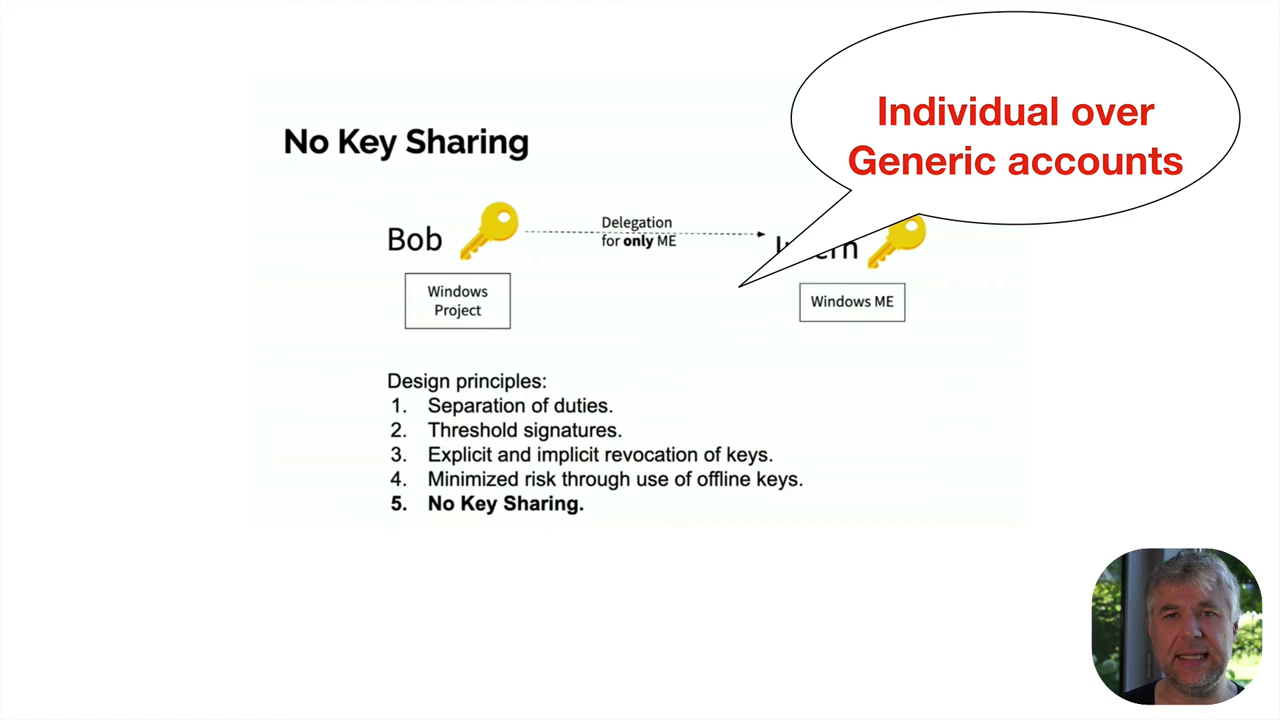 Individual over
Generic accounts
No Key Sharing
Bob
Delegation
for only ME
Windows
Project
Windows ME
Design principles:
1. Separation of duties.
2. Threshold signatures.
3. Explicit and implicit revocation of keys.
4. Minimized risk through use of offline keys.
5. No Key Sharing.